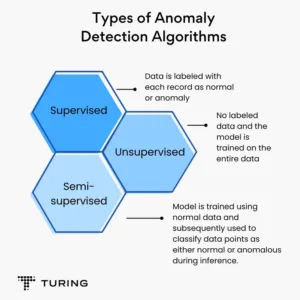 Types of Anomaly
Detection Algorithms
Data is labeled with
each record as normal
or anomaly
Supervised
No labeled
data and the
model is
trained on the
entire data
Unsupervised
Semi-
supervised
Model is trained using
normal data and
subsequently used to
classify data points as
either normal or anomalous
during inference.
TURING